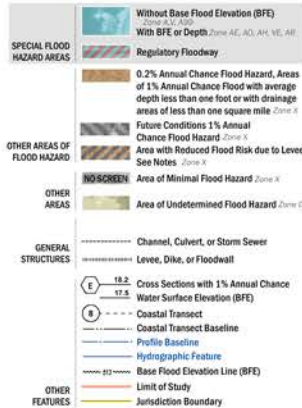 Without Base Flood Elevation (BFE)
Zone A,V, A99
With BFE or Depth Zone AE, AO, AH, VE, AR
SPECIAL FLOOD
HAZARD AREAS
Regulatory Floodway
0.2% Annual Chance Flood Hazard, Areas
of 1% Annual Chance Flood with average
depth less than one foot or with drainage
areas of less than one square mile Zone X
Future Conditions 1% Annual
Chance Flood Hazard Zone X
OTHER AREAS OF
FLOOD HAZARD
Area with Reduced Flood Risk due to Levee
See Notes Zone X
NO SCREEN Area of Minimal Flood Hazard Zone X
OTHER
AREAS
Area of Undetermined Flood Hazard Zone D
GENERAL
STRUCTURES
Channel, Culvert, or Storm Sewer
Levee, Dike, or Floodwall
E 18.2 Cross Sections with 1% Annual Chance
17.5 Water Surface Elevation (BFE)
8 Coastal Transect
Coastal Transect Baseline
Profile Baseline
Hydrographic Feature
513 Base Flood Elevation Line (BFE)
OTHER
FEATURES
Limit of Study
Jurisdiction Boundary